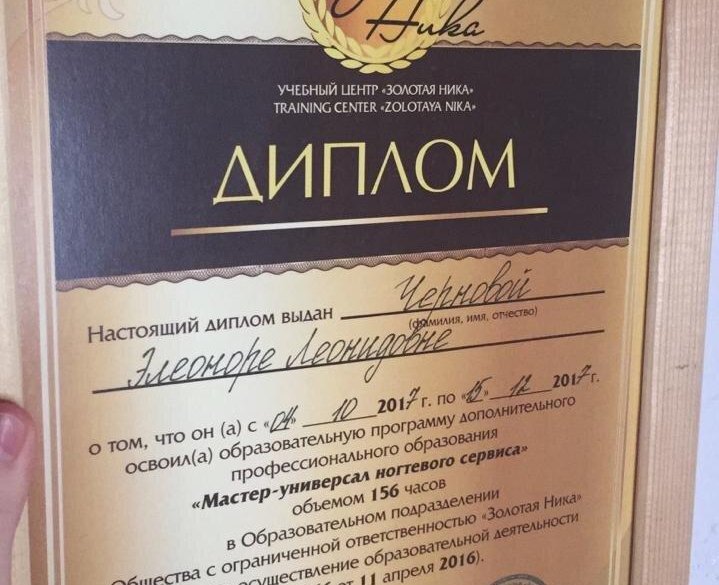 Ника
УЧЕБНЫЙ ЦЕНТР «ЗОЛОТАЯ НИКА»
TRAINING CENTER «ZOLOTAYA NIKA»
ДИПЛОМ
Настоящий диплом выдан Черновой
(фамилия, имя, отчество)
Элеоноре Леонидовне
о том, что он (а) с «04» 10 2017 г. по «15» 12 2017 г.
освоил(а) образовательную программу дополнительного
профессионального образования
«Мастер-универсал ногтевого сервиса»
объемом 156 часов
в Образовательном подразделении
Общества с ограниченной ответственностью «Золотая Ника»
осуществление образовательной деятельности
от 11 апреля 2016).